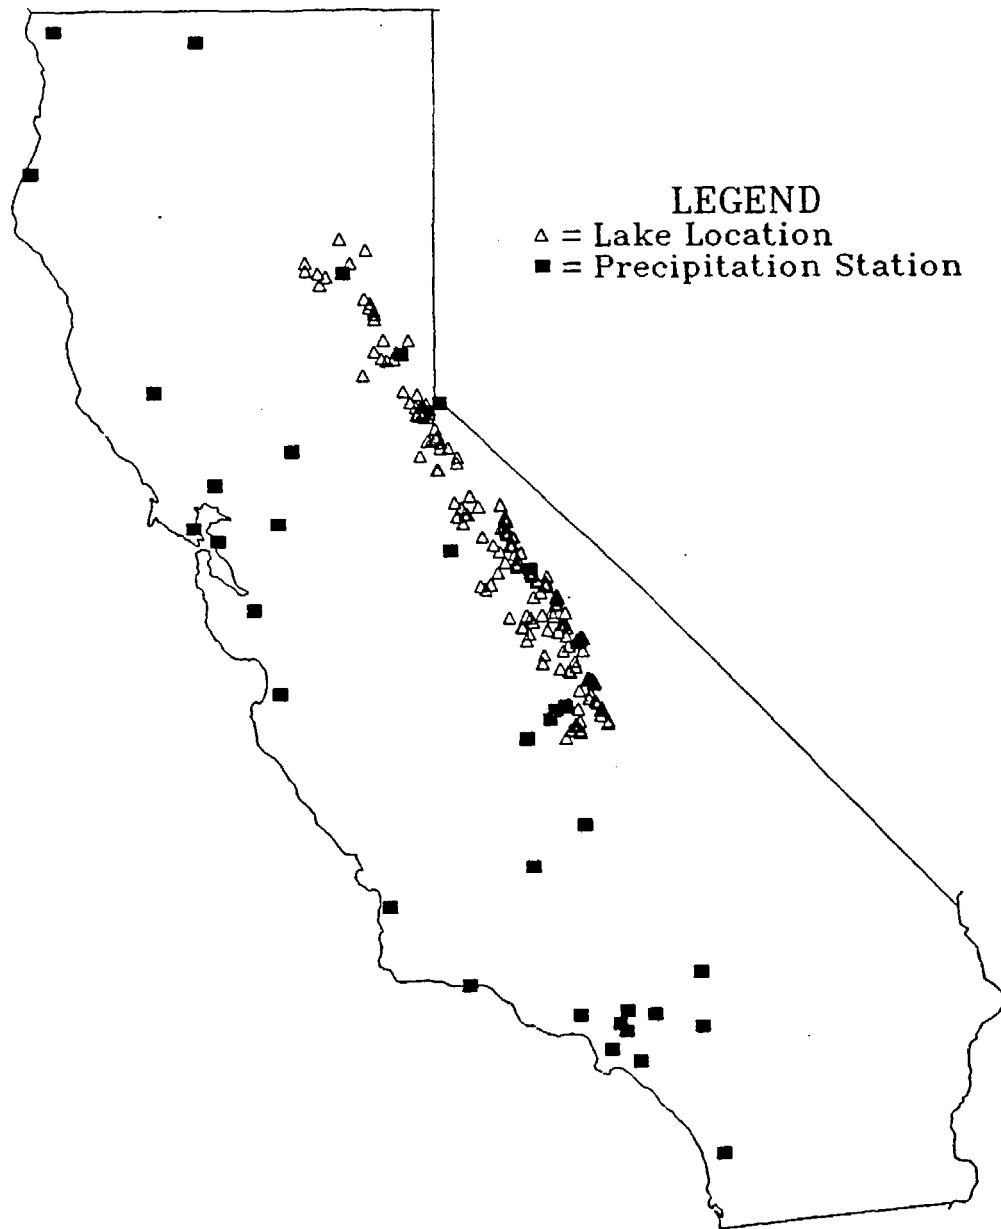 LEGEND
△ = Lake Location
■ = Precipitation Station